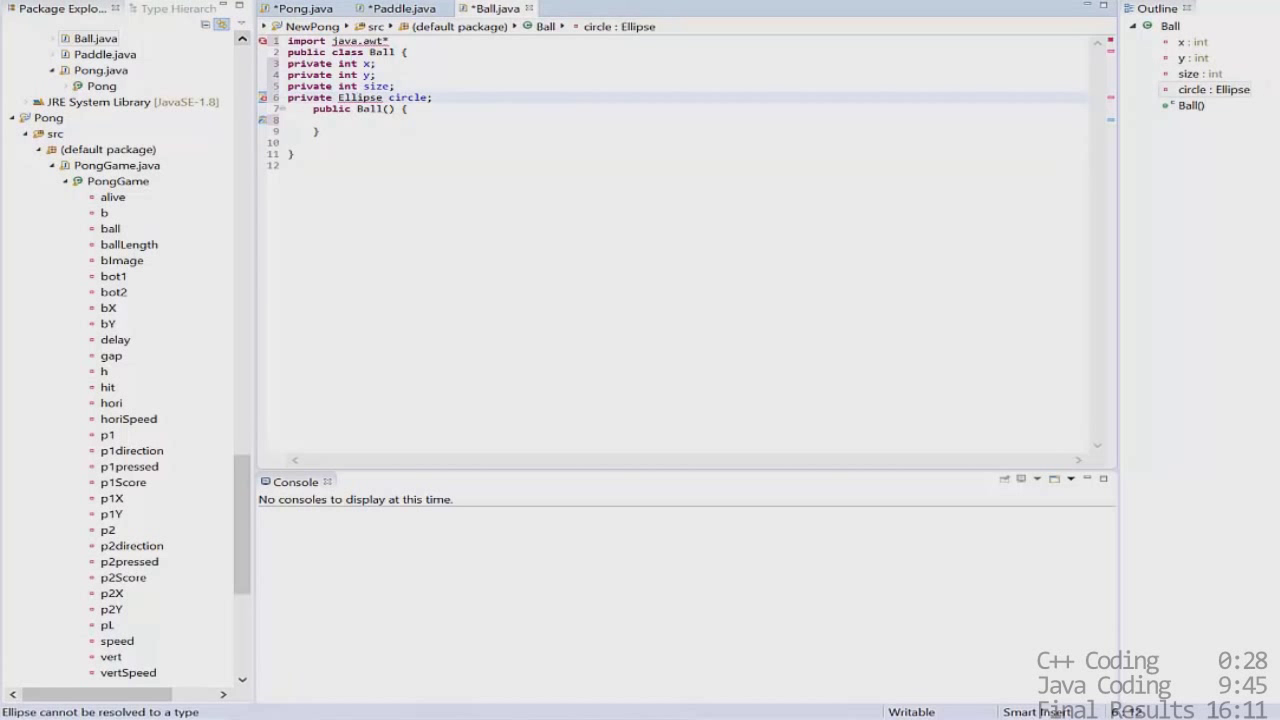 Package Explo...
Type Hierarch
Ball.java
Paddle.java
Pong.java
Pong
JRE System Library [JavaSE-1.8]
Pong
src
(default package)
PongGame.java
PongGame
alive
b
ball
ballLength
bImage
bot1
bot2
bX
bY
delay
gap
h
hit
hori
horiSpeed
p1
p1direction
p1pressed
p1Score
p1X
p1Y
p2
p2direction
p2pressed
p2Score
p2X
p2Y
pL
speed
vert
vertSpeed
*Pong.java
*Paddle.java
*Ball.java
NewPong
src
(default package)
Ball
circle : Ellipse
1 import java.awt*
2 public class Ball {
3 private int x;
4 private int y;
5 private int size;
6 private Ellipse circle;
7 public Ball() {
8
9 }
10
11 }
12
Console
No consoles to display at this time.
Outline
Ball
x : int
y : int
size : int
circle : Ellipse
Ball()
C++ Coding 0:28
Java Coding 9:45
Final Results 16:11
Ellipse cannot be resolved to a type
Writable
Smart Insert